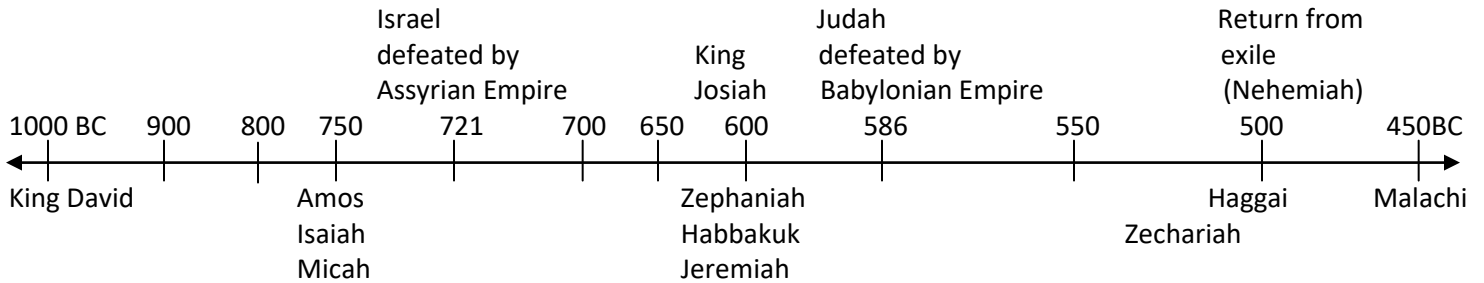 Israel
defeated by
Assyrian Empire
King
Josiah
Judah
defeated by
Babylonian Empire
Return from
exile
(Nehemiah)
1000 BC 900 800 750 721 700 650 600 586 550 500 450BC
King David
Amos
Isaiah
Micah
Zephaniah
Habbakuk
Jeremiah
Haggai
Zechariah
Malachi